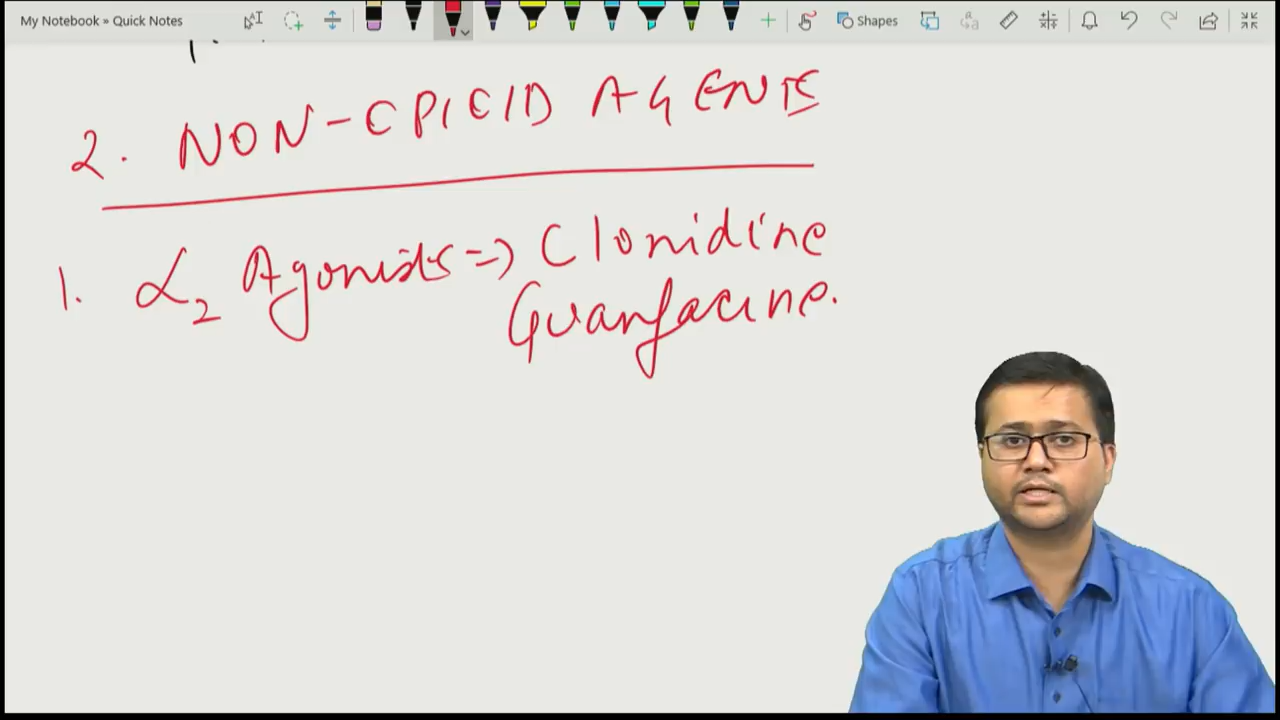 My Notebook » Quick Notes
Shapes
2. NON-OPIOID AGENTS
1. α2 Agonists => Clonidine
Guanfacine.